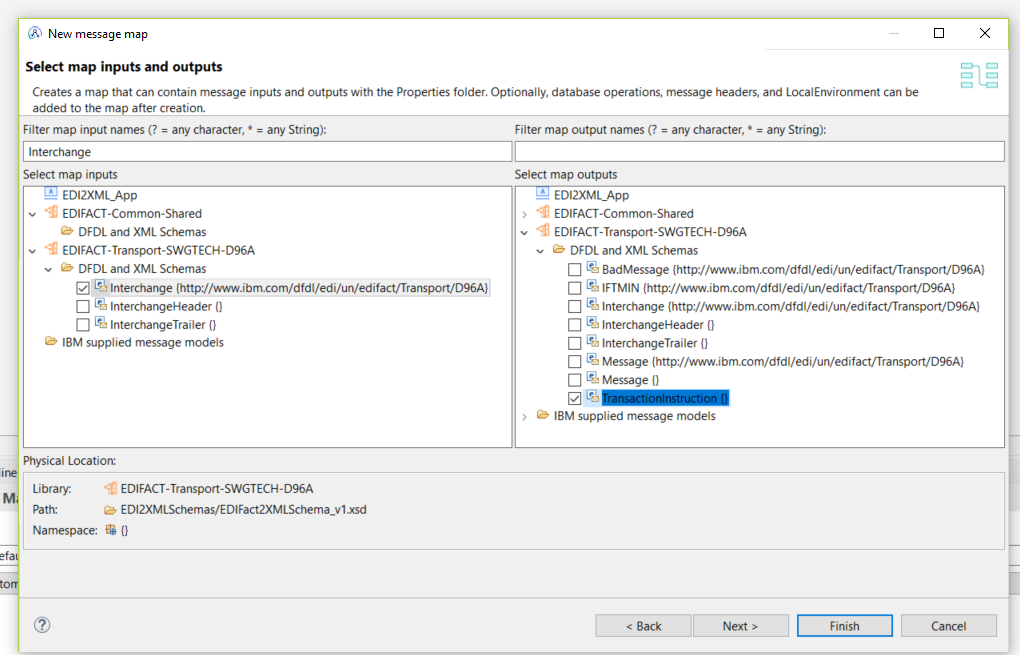 New message map
Select map inputs and outputs
Creates a map that can contain message inputs and outputs with the Properties folder. Optionally, database operations, message headers, and LocalEnvironment can be
added to the map after creation.
Filter map input names (? = any character, * = any String):
Interchange
Select map inputs
EDI2XML_App
EDIFACT-Common-Shared
DFDL and XML Schemas
EDIFACT-Transport-SWGTECH-D96A
DFDL and XML Schemas
Interchange {http://www.ibm.com/dfdl/edi/un/edifact/Transport/D96A}
InterchangeHeader {}
InterchangeTrailer {}
IBM supplied message models
Filter map output names (? = any character, * = any String):
Select map outputs
EDI2XML_App
EDIFACT-Common-Shared
EDIFACT-Transport-SWGTECH-D96A
DFDL and XML Schemas
BadMessage {http://www.ibm.com/dfdl/edi/un/edifact/Transport/D96A}
IFTMIN {http://www.ibm.com/dfdl/edi/un/edifact/Transport/D96A}
Interchange {http://www.ibm.com/dfdl/edi/un/edifact/Transport/D96A}
InterchangeHeader {}
InterchangeTrailer {}
Message {http://www.ibm.com/dfdl/edi/un/edifact/Transport/D96A}
Message {}
TransactionInstruction {}
IBM supplied message models
Physical Location:
Library: EDIFACT-Transport-SWGTECH-D96A
Path: EDI2XMLSchemas/EDIFact2XMLSchema_v1.xsd
Namespace: {}
< Back
Next >
Finish
Cancel